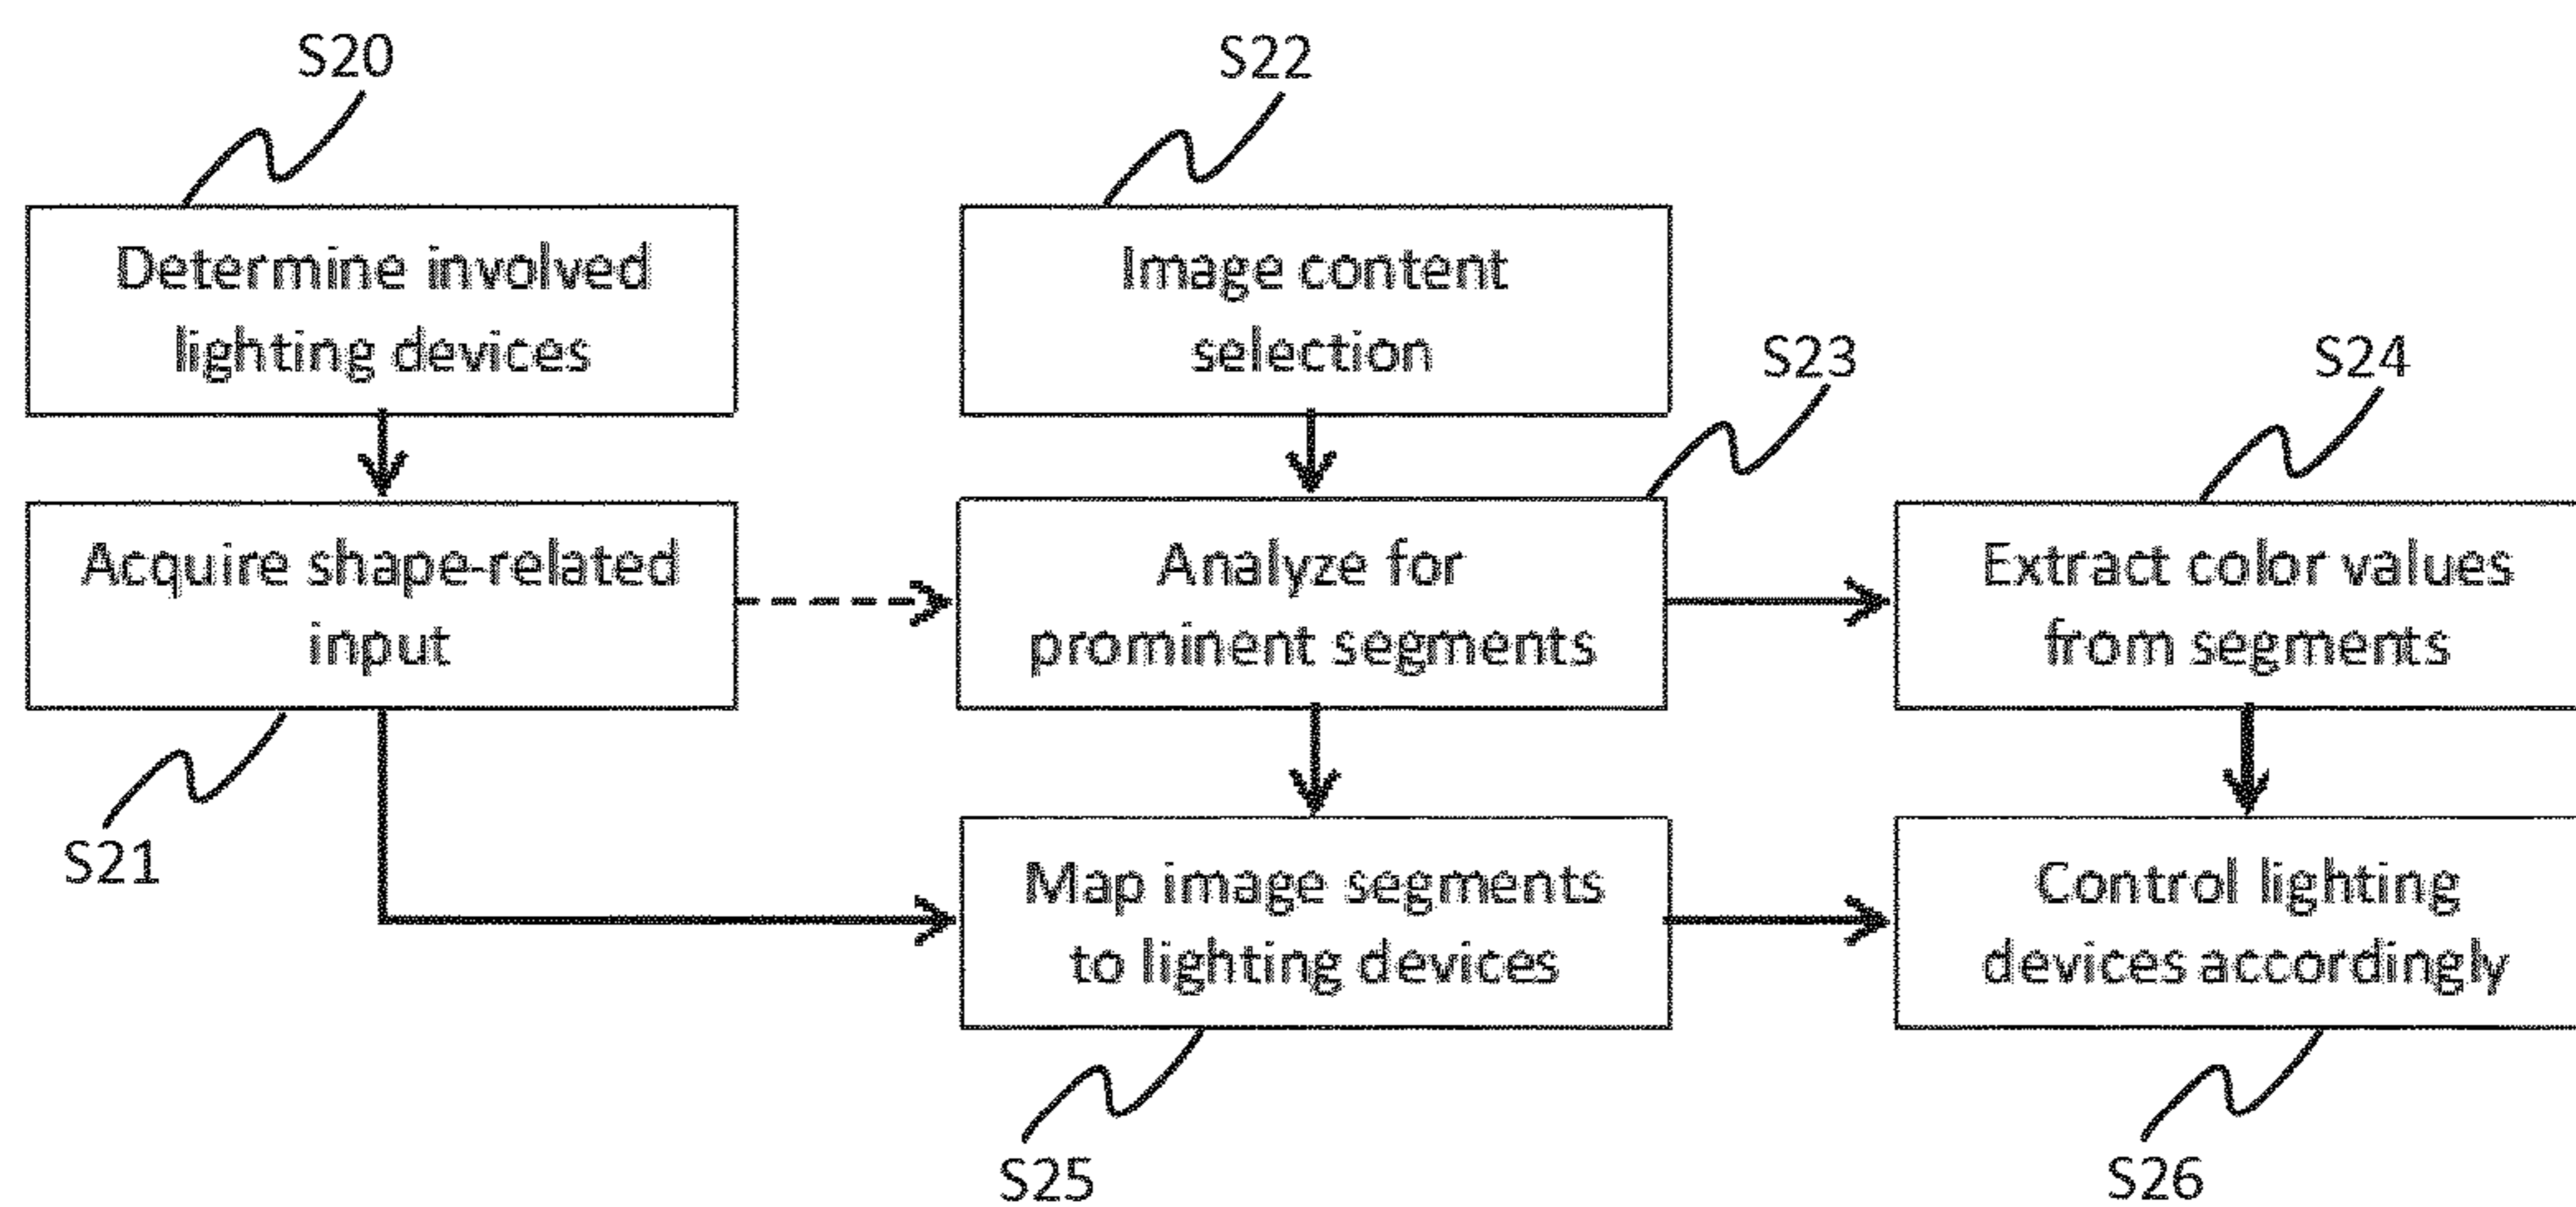 S20
S22
Determine involved
lighting devices
Image content
selection
S23
S24
Acquire shape-related
input
Analyze for
prominent segments
Extract color values
from segments
S21
Map image segments
to lighting devices
Control lighting
devices accordingly
S25
S26